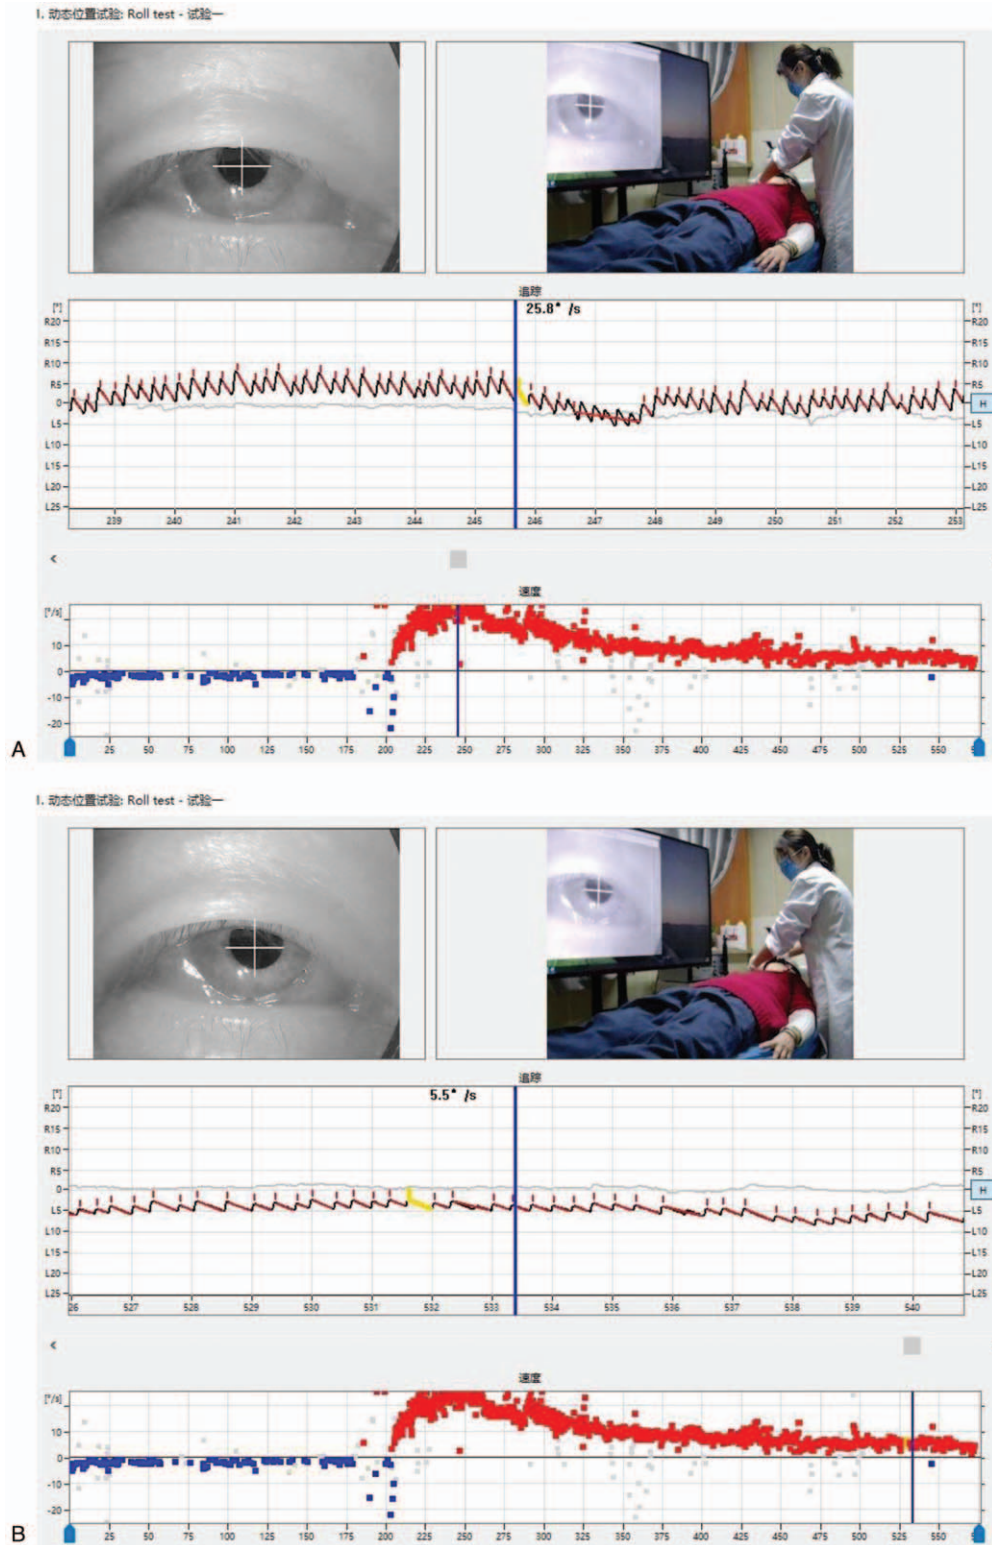 I. 动态位置试验: Roll test - 试验一
追踪
[°] 25.8° /s [°]
R20 R20
R15 R15
R10 R10
R5 R5
0 H
L5 L5
L10 L10
L15 L15
L20 L20
L25 L25
239 240 241 242 243 244 245 246 247 248 249 250 251 252 253
<
速度
[°/s]
10
0
-10
-20
25 50 75 100 125 150 175 200 225 250 275 300 325 350 375 400 425 450 475 500 525 550
A
I. 动态位置试验: Roll test - 试验一
追踪
[°] 5.5° /s [°]
R20 R20
R15 R15
R10 R10
R5 R5
0 H
L5 L5
L10 L10
L15 L15
L20 L20
L25 L25
26 527 528 529 530 531 532 533 534 535 536 537 538 539 540
<
速度
[°/s]
10
0
-10
-20
25 50 75 100 125 150 175 200 225 250 275 300 325 350 375 400 425 450 475 500 525 550
B